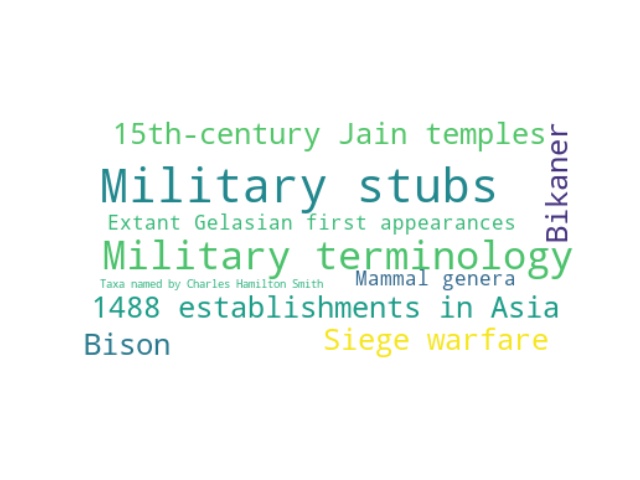 15th-century Jain temples
Bikaner
Military stubs
Extant Gelasian first appearances
Military terminology
Mammal genera
Taxa named by Charles Hamilton Smith
1488 establishments in Asia
Siege warfare
Bison